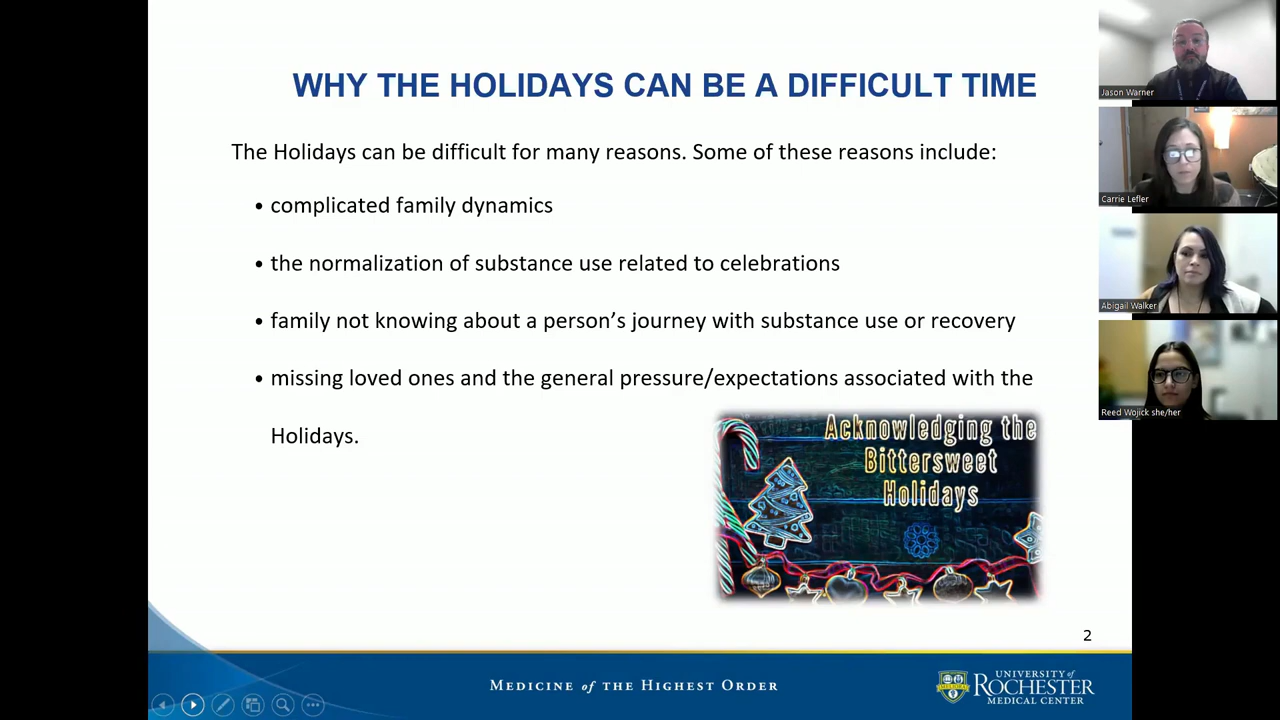 WHY THE HOLIDAYS CAN BE A DIFFICULT TIME
The Holidays can be difficult for many reasons. Some of these reasons include:
• complicated family dynamics
• the normalization of substance use related to celebrations
• family not knowing about a person’s journey with substance use or recovery
• missing loved ones and the general pressure/expectations associated with the
Holidays.
Acknowledging the
Bittersweet
Holidays
2
MEDICINE of THE HIGHEST ORDER
MELIORA
UNIVERSITY of
ROCHESTER
MEDICAL CENTER
Jason Warner
Carrie Lefler
Abigail Walker
Reed Wojick she/her